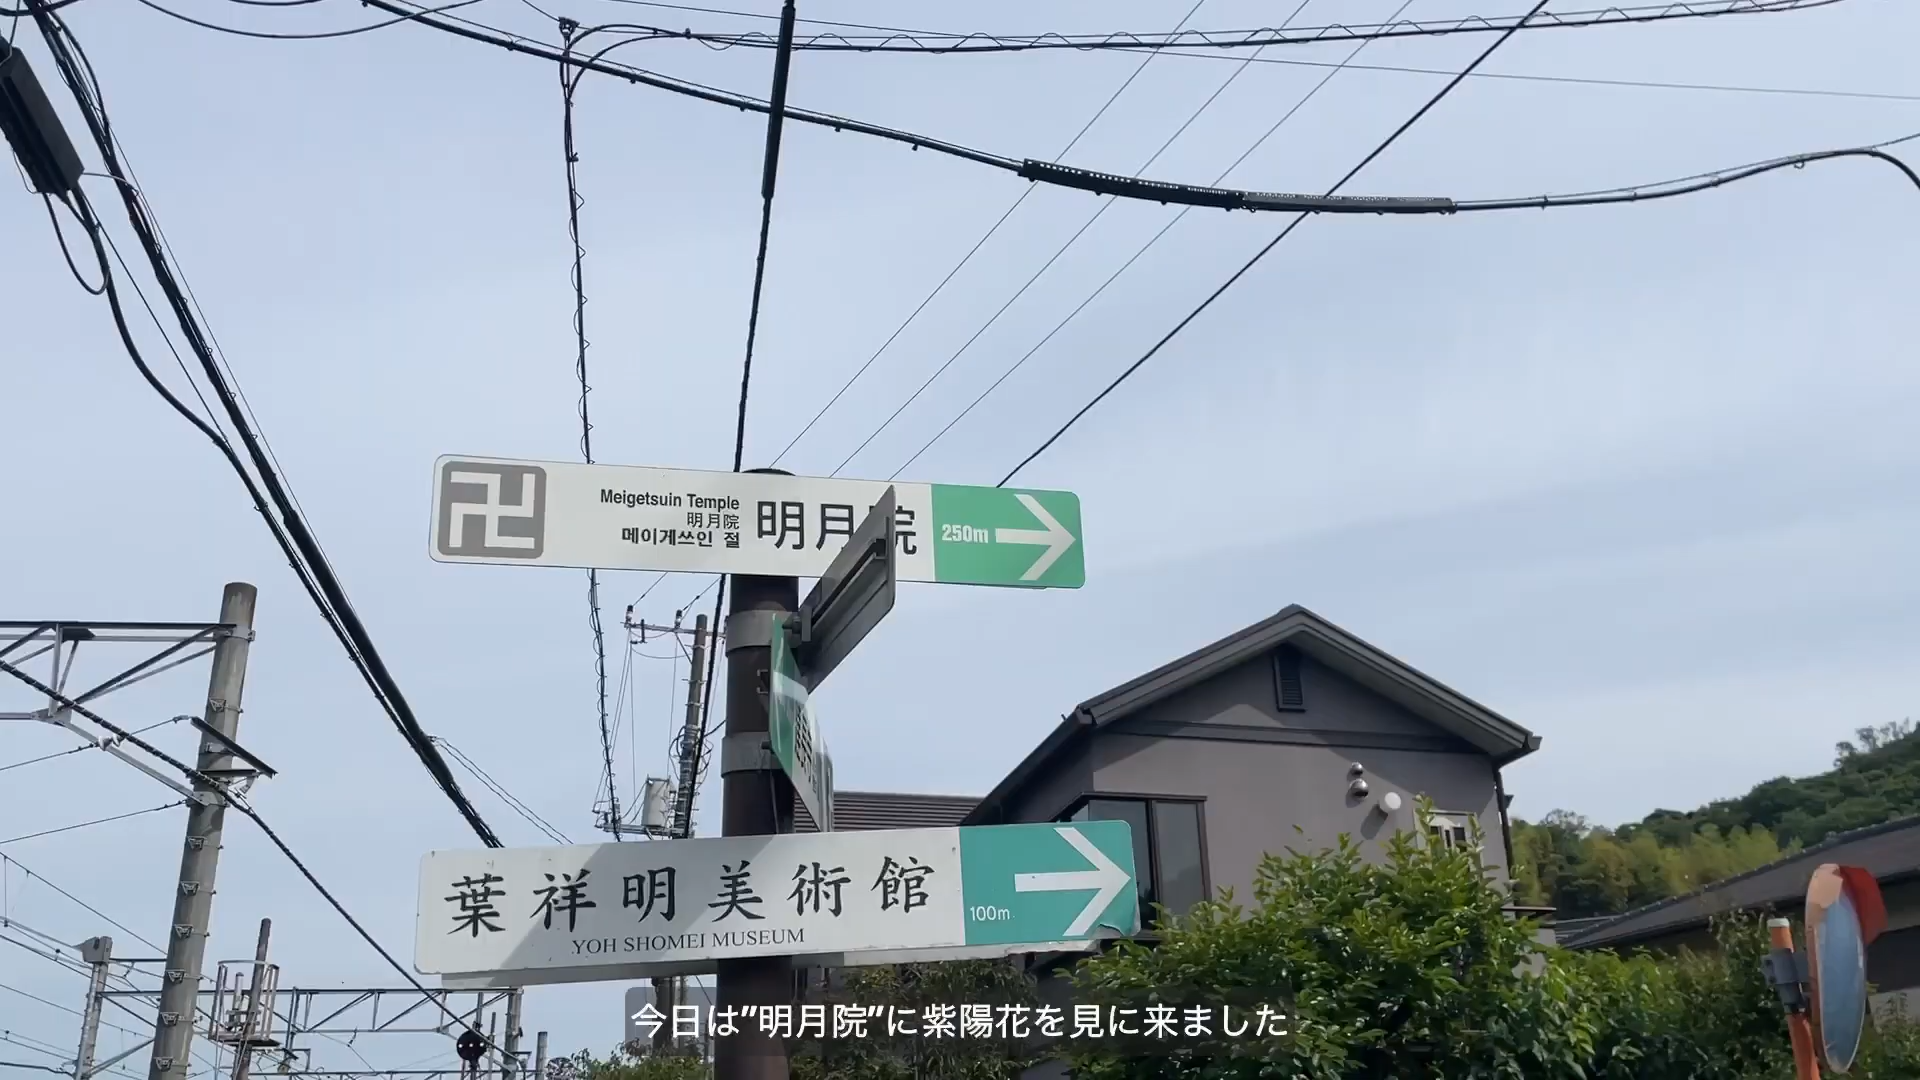 卍
Meigetsuin Temple
明月院
메이게쓰인 절
明月院
250m
葉祥明美術館
YOH SHOMEI MUSEUM
100m
今日は”明月院”に紫陽花を見に来ました